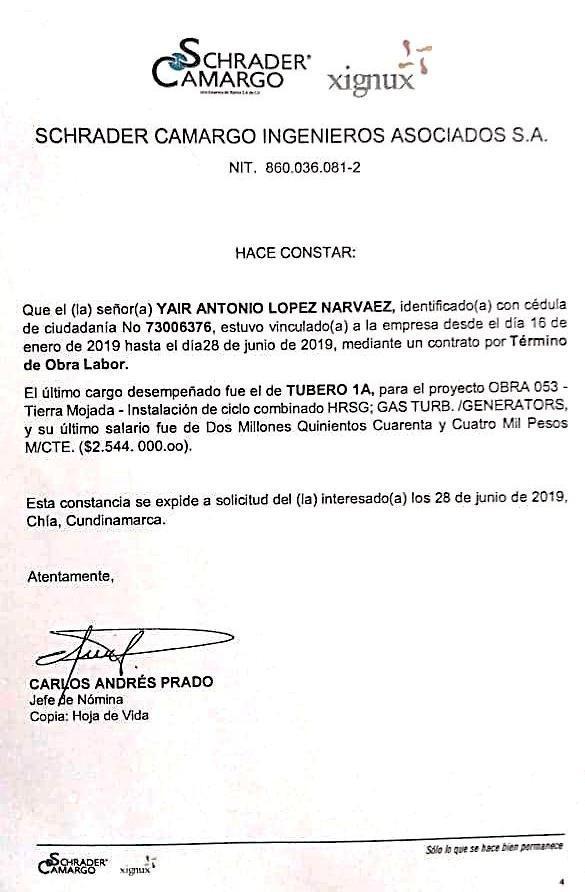 SCHRADER
CAMARGO
xignux
SCHRADER CAMARGO INGENIEROS ASOCIADOS S.A.
NIT. 860.036.081-2
HACE CONSTAR:
Que el (la) señor(a) YAIR ANTONIO LOPEZ NARVAEZ, identificado(a) con cédula
de ciudadanía No 73006376, estuvo vinculado(a) a la empresa desde el día 16 de
enero de 2019 hasta el día28 de junio de 2019, mediante un contrato por Término
de Obra Labor.
El último cargo desempeñado fue el de TUBERO 1A, para el proyecto OBRA 053 -
Tierra Mojada - Instalación de ciclo combinado HRSG; GAS TURB. /GENERATORS,
y su último salario fue de Dos Millones Quinientos Cuarenta y Cuatro Mil Pesos
M/CTE. ($2.544. 000.oo).
Esta constancia se expide a solicitud del (la) interesado(a) los 28 de junio de 2019,
Chía, Cundinamarca.
Atentamente,
CARLOS ANDRÉS PRADO
Jefe de Nómina
Copia: Hoja de Vida
Sólo lo que se hace bien permanece
SCHRADER
CAMARGO
xignux
4